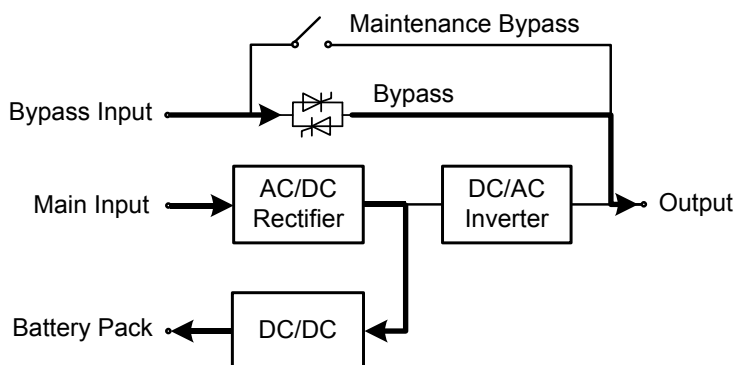 Maintenance Bypass
Bypass Input
Bypass
Main Input
AC/DC
Rectifier
DC/AC
Inverter
Output
Battery Pack
DC/DC